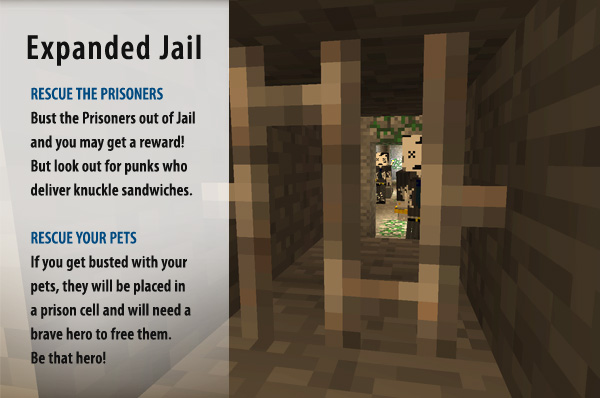 Expanded Jail
RESCUE THE PRISONERS
Bust the Prisoners out of Jail
and you may get a reward!
But look out for punks who
deliver knuckle sandwiches.
RESCUE YOUR PETS
If you get busted with your
pets, they will be placed in
a prison cell and will need a
brave hero to free them.
Be that hero!